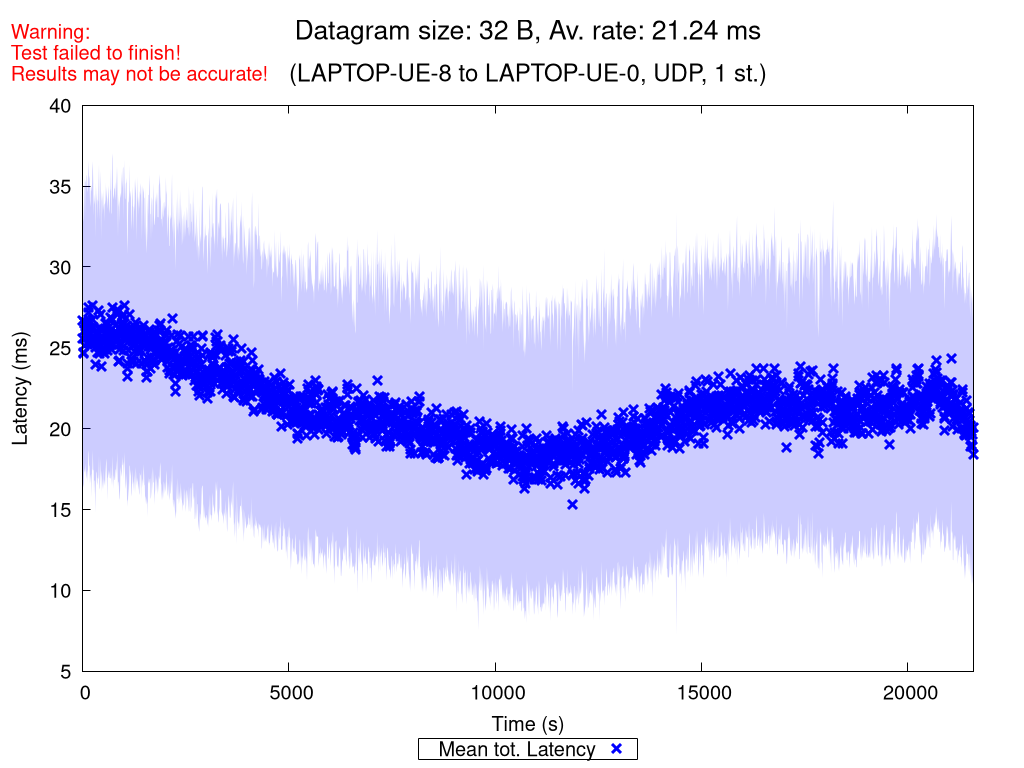 Warning:
Test failed to finish!
Results may not be accurate!
Datagram size: 32 B, Av. rate: 21.24 ms
(LAPTOP-UE-8 to LAPTOP-UE-0, UDP, 1 st.)
40
35
30
25
20
15
10
5
Latency (ms)
0 5000 10000 15000 20000
Time (s)
Mean tot. Latency